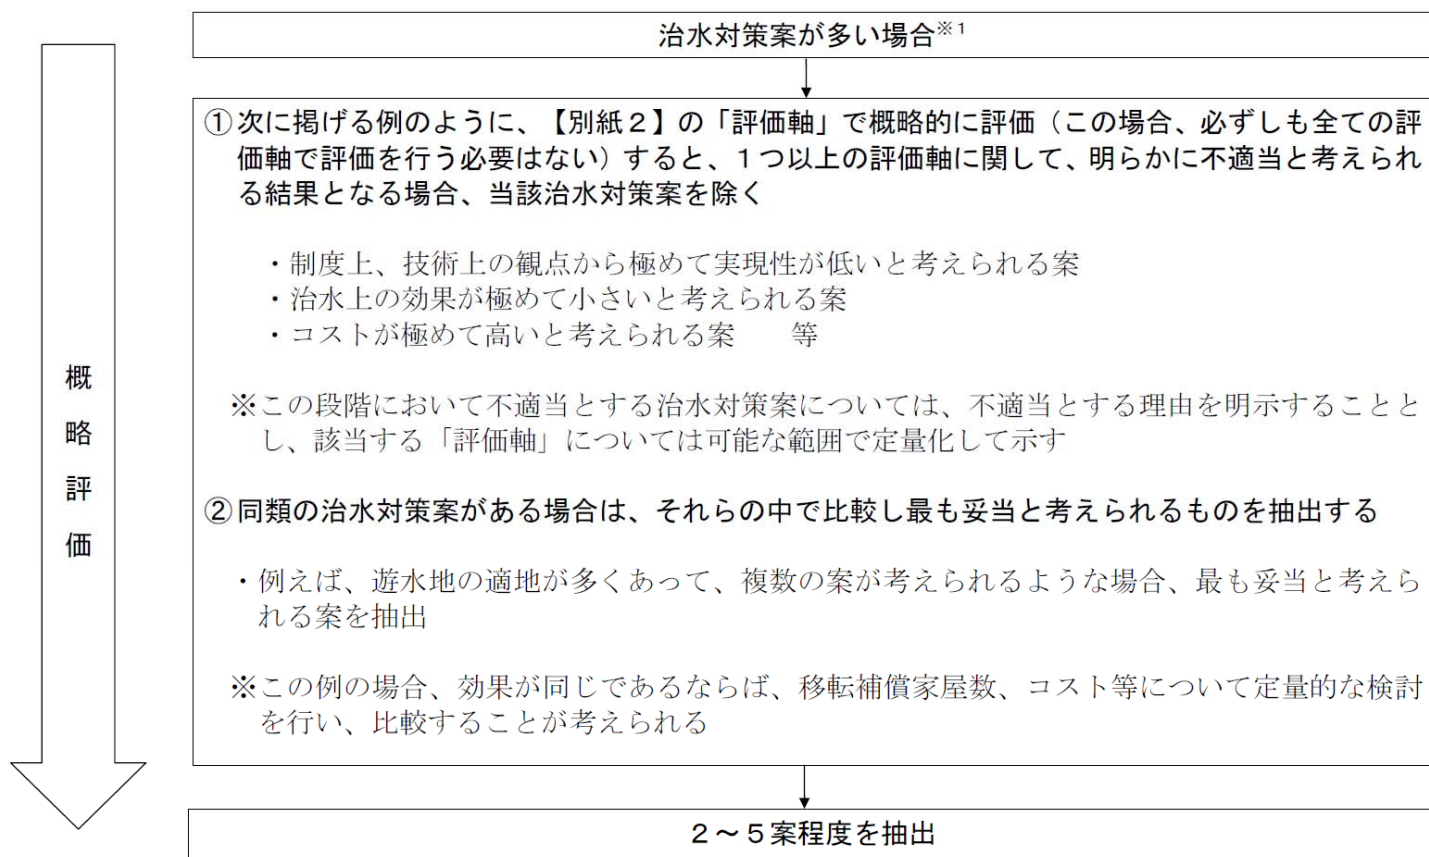 治水対策案が多い場合※1
①次に掲げる例のように、【別紙２】の「評価軸」で概略的に評価（この場合、必ずしも全ての評
価軸で評価を行う必要はない）すると、１つ以上の評価軸に関して、明らかに不適当と考えられ
る結果となる場合、当該治水対策案を除く
・制度上、技術上の観点から極めて実現性が低いと考えられる案
・治水上の効果が極めて小さいと考えられる案
・コストが極めて高いと考えられる案　　等
※この段階において不適当とする治水対策案については、不適当とする理由を明示することと
し、該当する「評価軸」については可能な範囲で定量化して示す
②同類の治水対策案がある場合は、それらの中で比較し最も妥当と考えられるものを抽出する
・例えば、遊水地の適地が多くあって、複数の案が考えられるような場合、最も妥当と考えら
れる案を抽出
※この例の場合、効果が同じであるならば、移転補償家屋数、コスト等について定量的な検討
を行い、比較することが考えられる
２～５案程度を抽出
概略評価